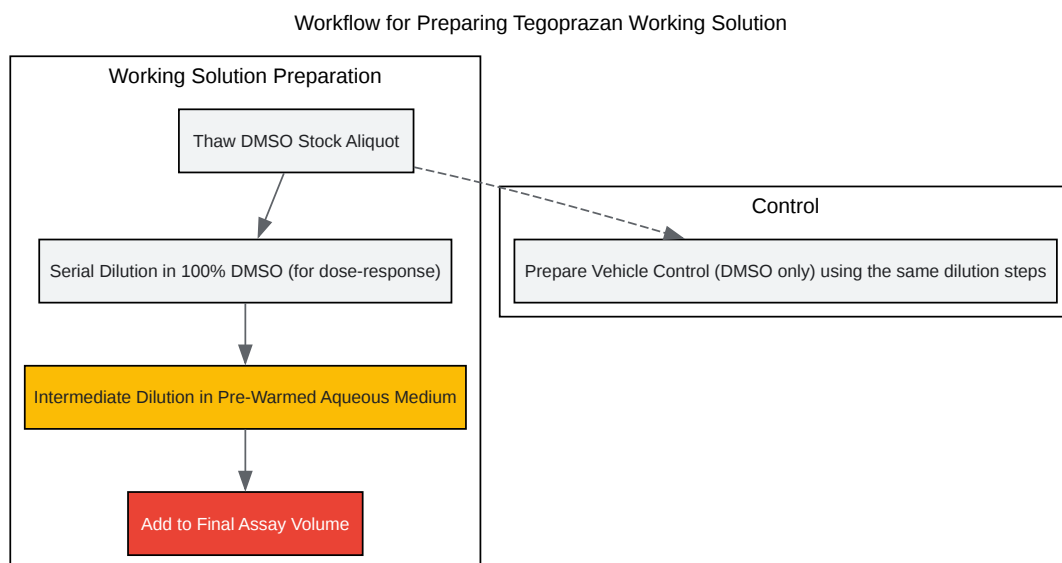 Workflow for Preparing Tegoprazan Working Solution
Working Solution Preparation
Thaw DMSO Stock Aliquot
Control
Serial Dilution in 100% DMSO (for dose-response)
Prepare Vehicle Control (DMSO only) using the same dilution steps
Intermediate Dilution in Pre-Warmed Aqueous Medium
Add to Final Assay Volume